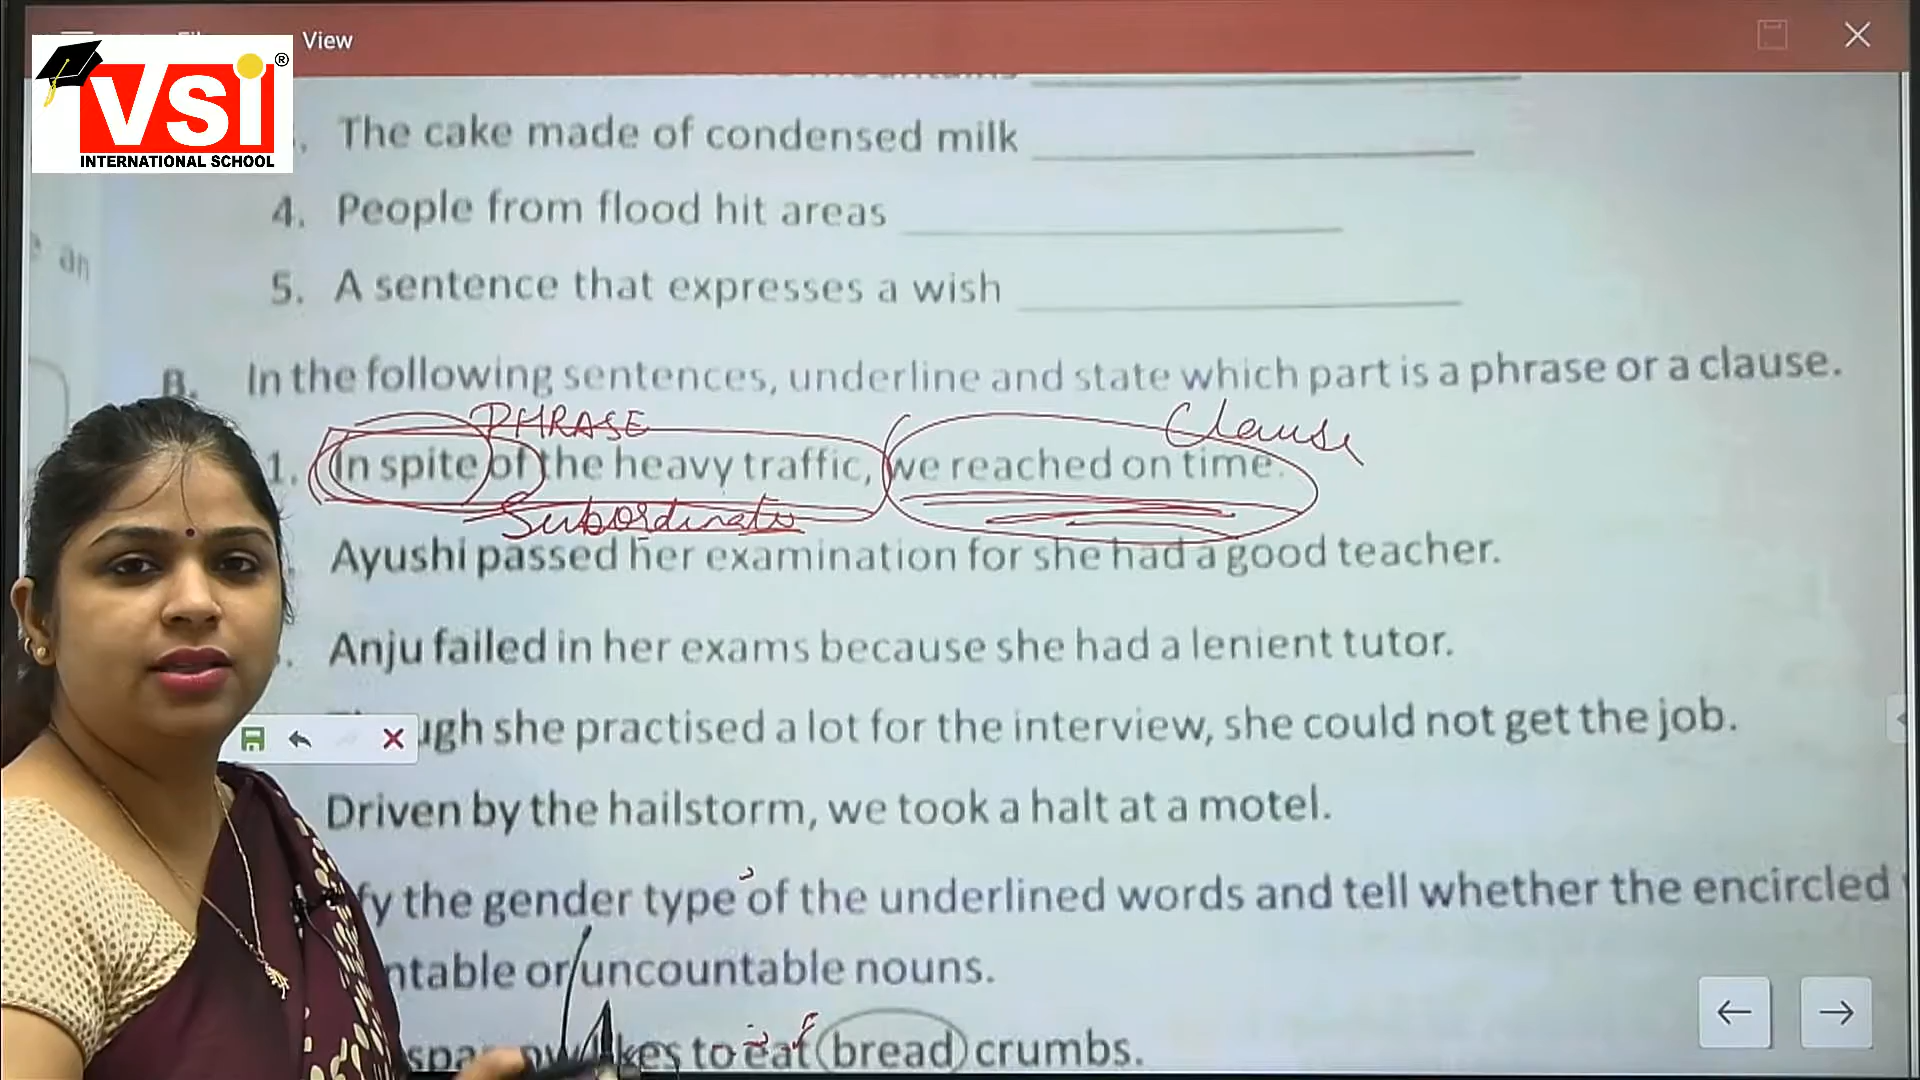 View
VSI ®
INTERNATIONAL SCHOOL
The cake made of condensed milk
4. People from flood hit areas
5. A sentence that expresses a wish
an
B. In the following sentences, underline and state which part is a phrase or a clause.
PHRASE Clause
1. In spite of the heavy traffic, we reached on time.
Subordinate
Ayushi passed her examination for she had a good teacher.
Anju failed in her exams because she had a lenient tutor.
ugh she practised a lot for the interview, she could not get the job.
Driven by the hailstorm, we took a halt at a motel.
fy the gender type of the underlined words and tell whether the encircled
ntable or uncountable nouns.
to eat bread crumbs.